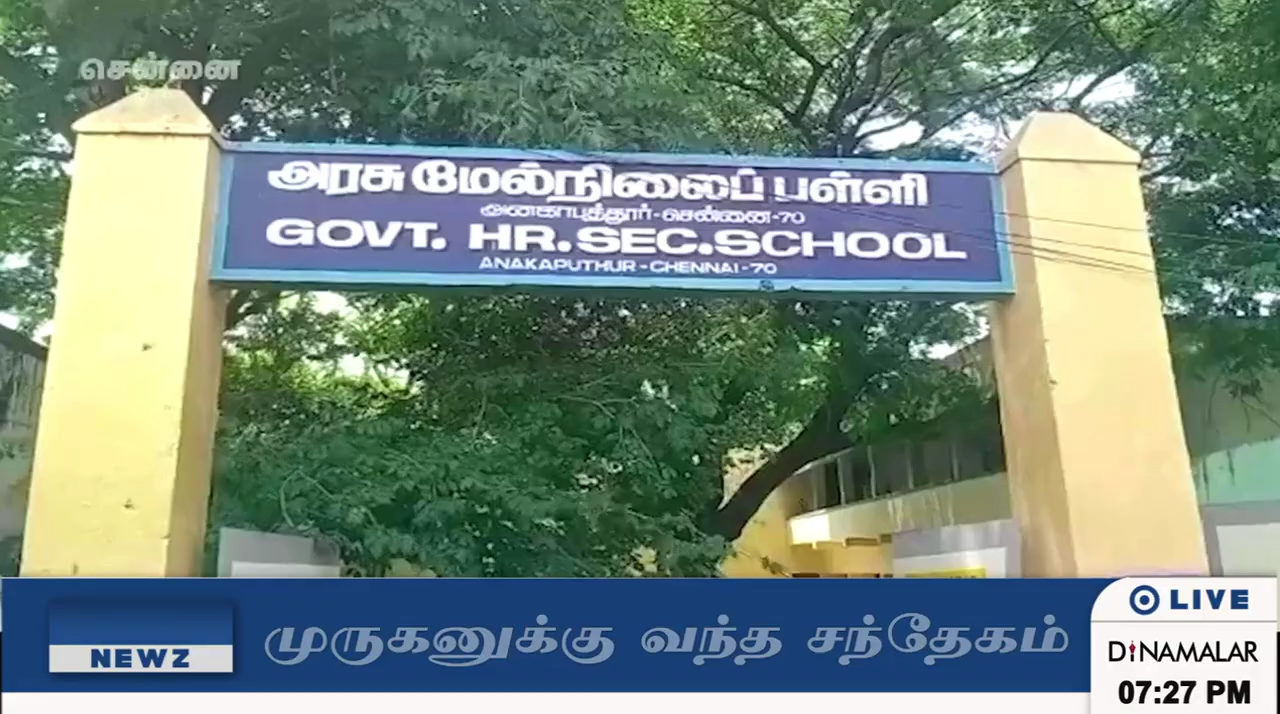 சென்னை
அரசு மேல்நிலைப் பள்ளி
அனகாபுத்தூர்-சென்னை-70
GOVT. HR.SEC.SCHOOL
ANAKAPUTHUR-CHENNAI-70
NEWZ
முருகனுக்கு வந்த சந்தேகம்
LIVE
DINAMALAR
07:27 PM